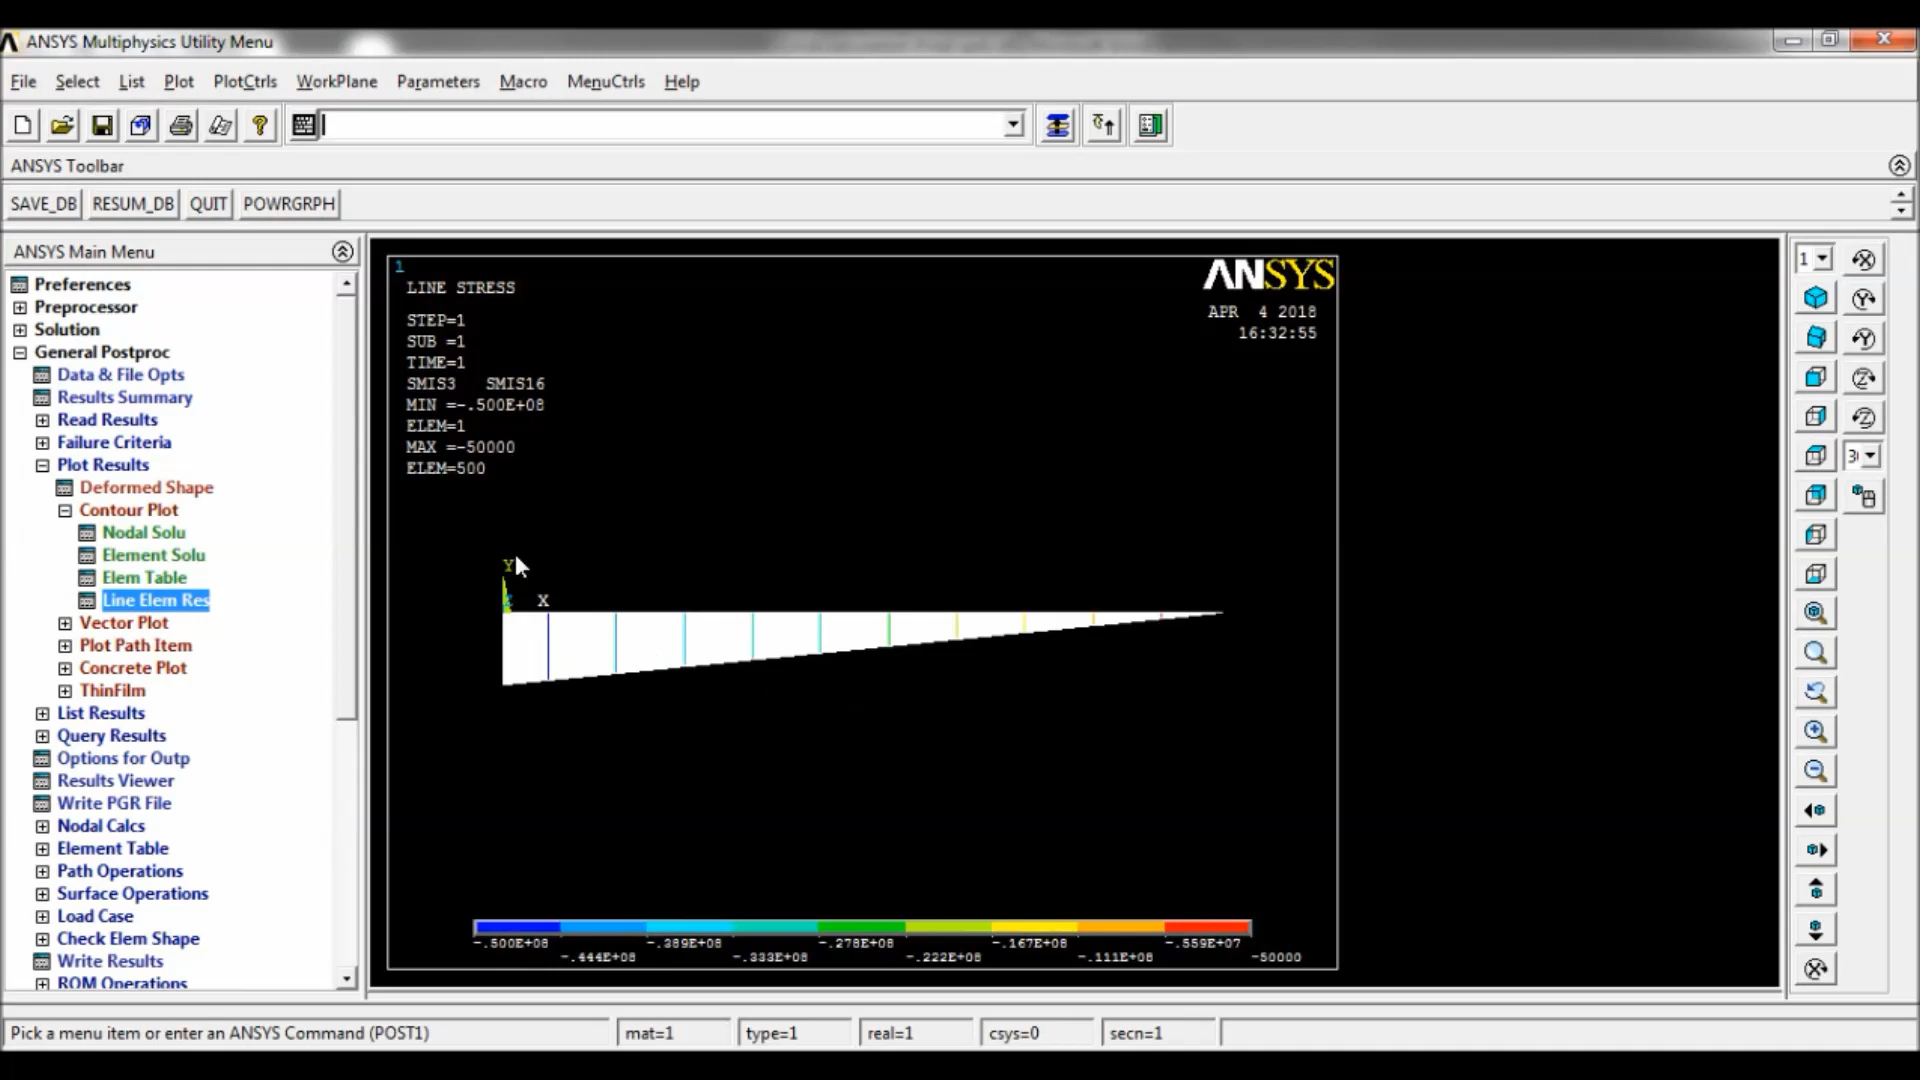 ANSYS Multiphysics Utility Menu
File Select List Plot PlotCtrls WorkPlane Parameters Macro MenuCtrls Help
ANSYS Toolbar
SAVE_DB RESUM_DB QUIT POWRGRPH
ANSYS Main Menu
Preferences
Preprocessor
Solution
General Postproc
Data & File Opts
Results Summary
Read Results
Failure Criteria
Plot Results
Deformed Shape
Contour Plot
Nodal Solu
Element Solu
Elem Table
Line Elem Res
Vector Plot
Plot Path Item
Concrete Plot
ThinFilm
List Results
Query Results
Options for Outp
Results Viewer
Write PGR File
Nodal Calcs
Element Table
Path Operations
Surface Operations
Load Case
Check Elem Shape
Write Results
ROM Operations
1
LINE STRESS
STEP=1
SUB =1
TIME=1
SMIS3 SMIS16
MIN =-.500E+08
ELEM=1
MAX =-50000
ELEM=500
ANSYS
APR 4 2018
16:32:55
Y
X
-.500E+08 -.389E+08 -.278E+08 -.167E+08 -.559E+07
-.444E+08 -.333E+08 -.222E+08 -.111E+08 -50000
1
Pick a menu item or enter an ANSYS Command (POST1) mat=1 type=1 real=1 csys=0 secn=1